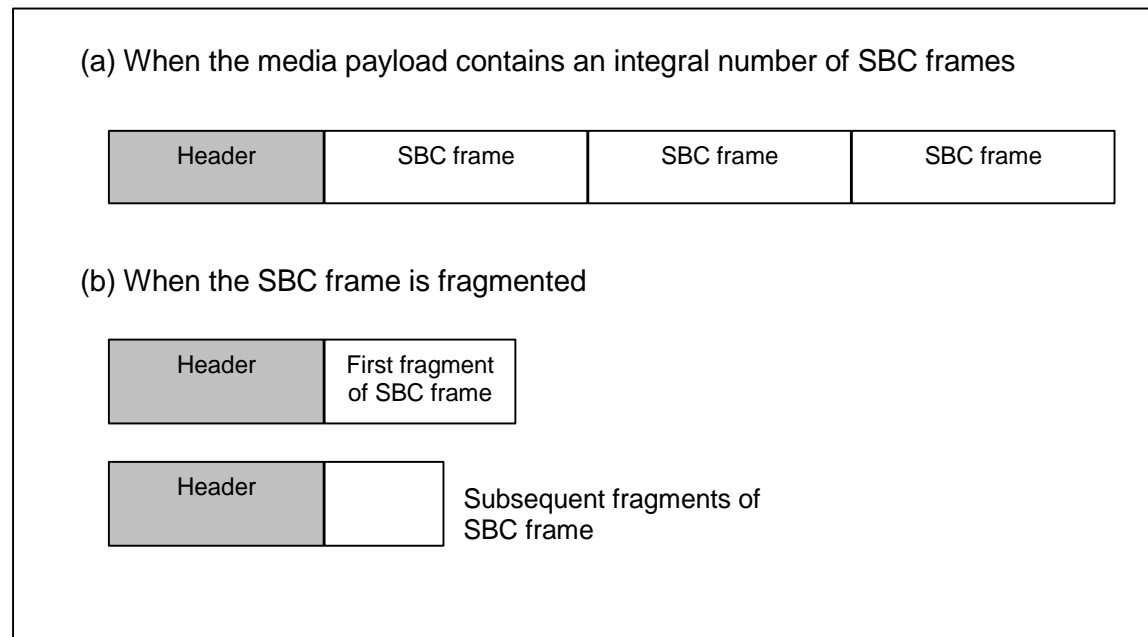 (a) When the media payload contains an integral number of SBC frames
Header SBC frame SBC frame SBC frame
(b) When the SBC frame is fragmented
Header First fragment
of SBC frame
Header
Subsequent fragments of
SBC frame